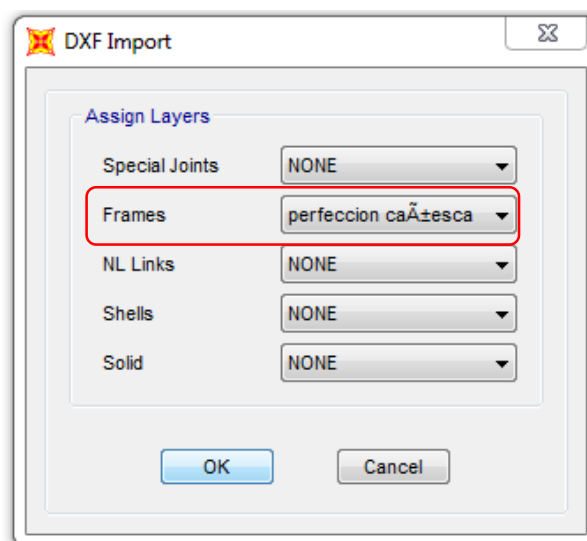 DXF Import
Assign Layers
Special Joints NONE
Frames perfeccion caÃ±esca
NL Links NONE
Shells NONE
Solid NONE
OK Cancel